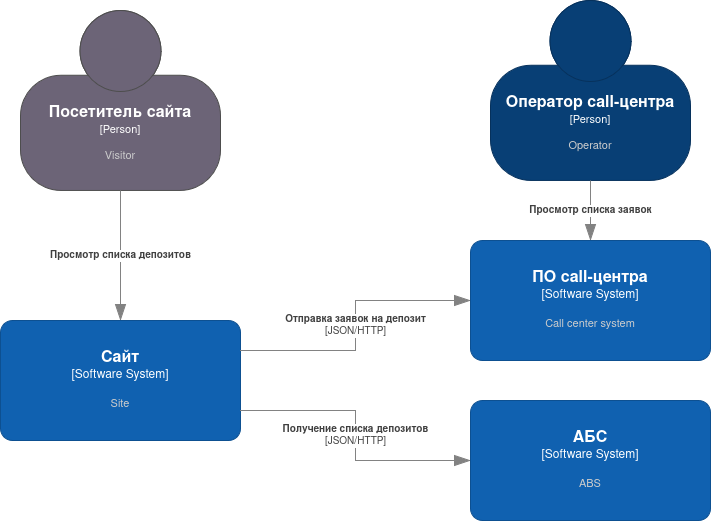 Посетитель сайта
[Person]
Visitor
Оператор call-центра
[Person]
Operator
Просмотр списка депозитов
Просмотр списка заявок
Сайт
[Software System]
Site
Отправка заявок на депозит
[JSON/HTTP]
ПО call-центра
[Software System]
Call center system
Получение списка депозитов
[JSON/HTTP]
АБС
[Software System]
ABS